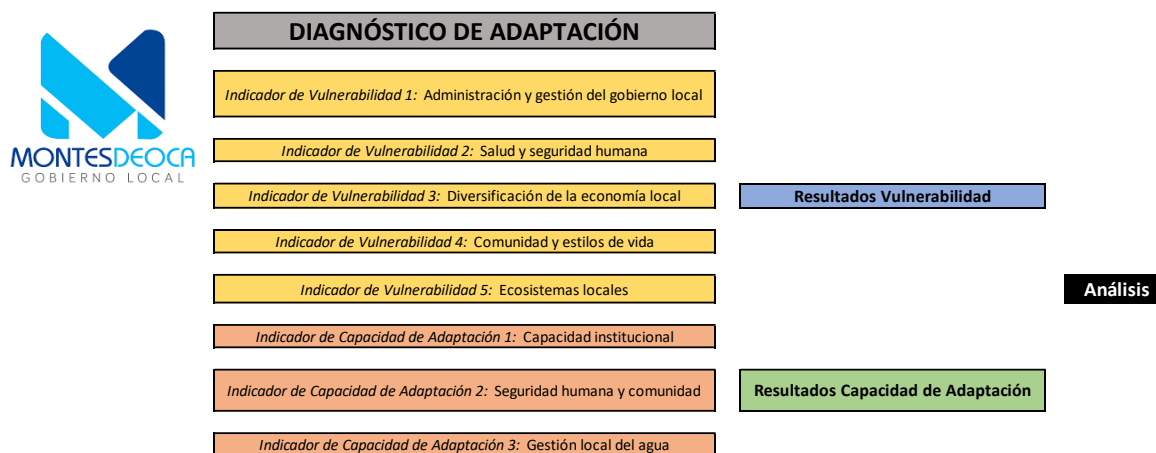 DIAGNÓSTICO DE ADAPTACIÓN
MONTESDEOCA
GOBIERNO LOCAL
Indicador de Vulnerabilidad 1: Administración y gestión del gobierno local
Indicador de Vulnerabilidad 2: Salud y seguridad humana
Indicador de Vulnerabilidad 3: Diversificación de la economía local
Resultados Vulnerabilidad
Indicador de Vulnerabilidad 4: Comunidad y estilos de vida
Indicador de Vulnerabilidad 5: Ecosistemas locales
Análisis
Indicador de Capacidad de Adaptación 1: Capacidad institucional
Indicador de Capacidad de Adaptación 2: Seguridad humana y comunidad
Resultados Capacidad de Adaptación
Indicador de Capacidad de Adaptación 3: Gestión local del agua